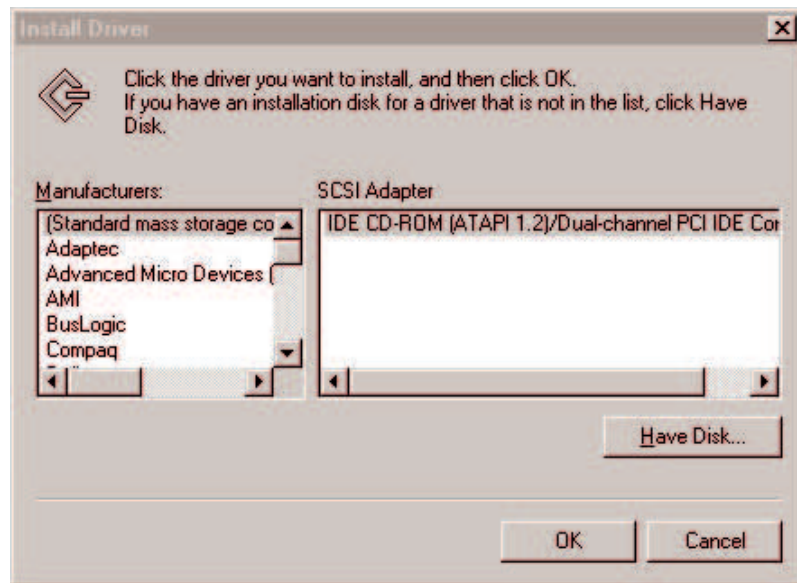 Install Driver
Click the driver you want to install, and then click OK.
If you have an installation disk for a driver that is not in the list, click Have
Disk.
Manufacturers:
SCSI Adapter
(Standard mass storage co
IDE CD-ROM (ATAPI 1.2)/Dual-channel PCI IDE Con
Adaptec
Advanced Micro Devices (
AMI
BusLogic
Compaq
Have Disk...
OK
Cancel